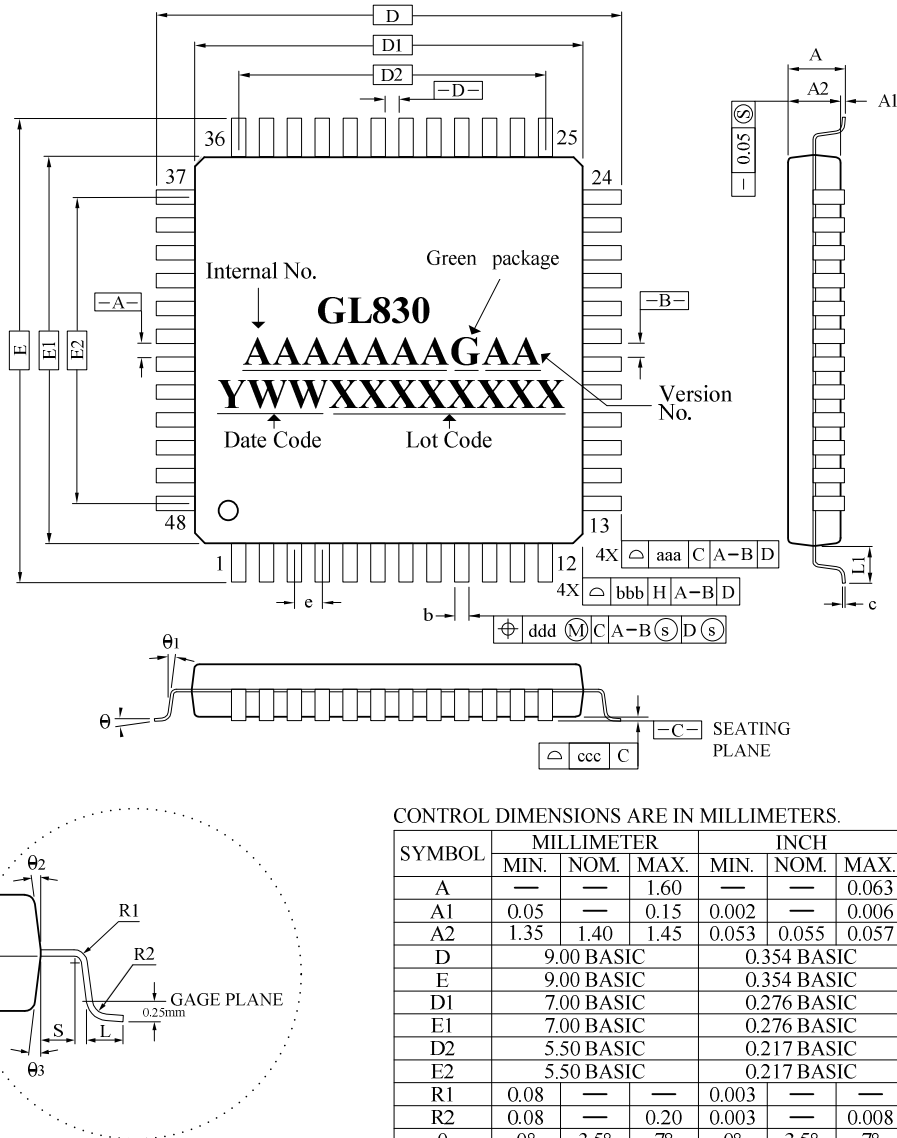 D
D1
D2
−D−
36
25
37
24
A
A2
A1
− 0.05 Ⓢ
Internal No.
Green package
−A−
−B−
GL830
AAAAAAAGAA
YWWXXXXXXXX
Version
No.
Date Code
Lot Code
E
E1
E2
48
13
1
12
4X ⌓ aaa C A−B D
4X ⌓ bbb H A−B D
e
b
⌖ ddd Ⓜ C A−B ⓢ D ⓢ
L1
c
θ1
θ
−C− SEATING
PLANE
⌓ ccc C
CONTROL DIMENSIONS ARE IN MILLIMETERS.
SYMBOL MILLIMETER INCH
MIN. NOM. MAX. MIN. NOM. MAX.
A — — 1.60 — — 0.063
A1 0.05 — 0.15 0.002 — 0.006
A2 1.35 1.40 1.45 0.053 0.055 0.057
D 9.00 BASIC 0.354 BASIC
E 9.00 BASIC 0.354 BASIC
D1 7.00 BASIC 0.276 BASIC
E1 7.00 BASIC 0.276 BASIC
D2 5.50 BASIC 0.217 BASIC
E2 5.50 BASIC 0.217 BASIC
R1 0.08 — — 0.003 — —
R2 0.08 — 0.20 0.003 — 0.008
θ2
R1
R2
GAGE PLANE
0.25mm
S
L
θ3